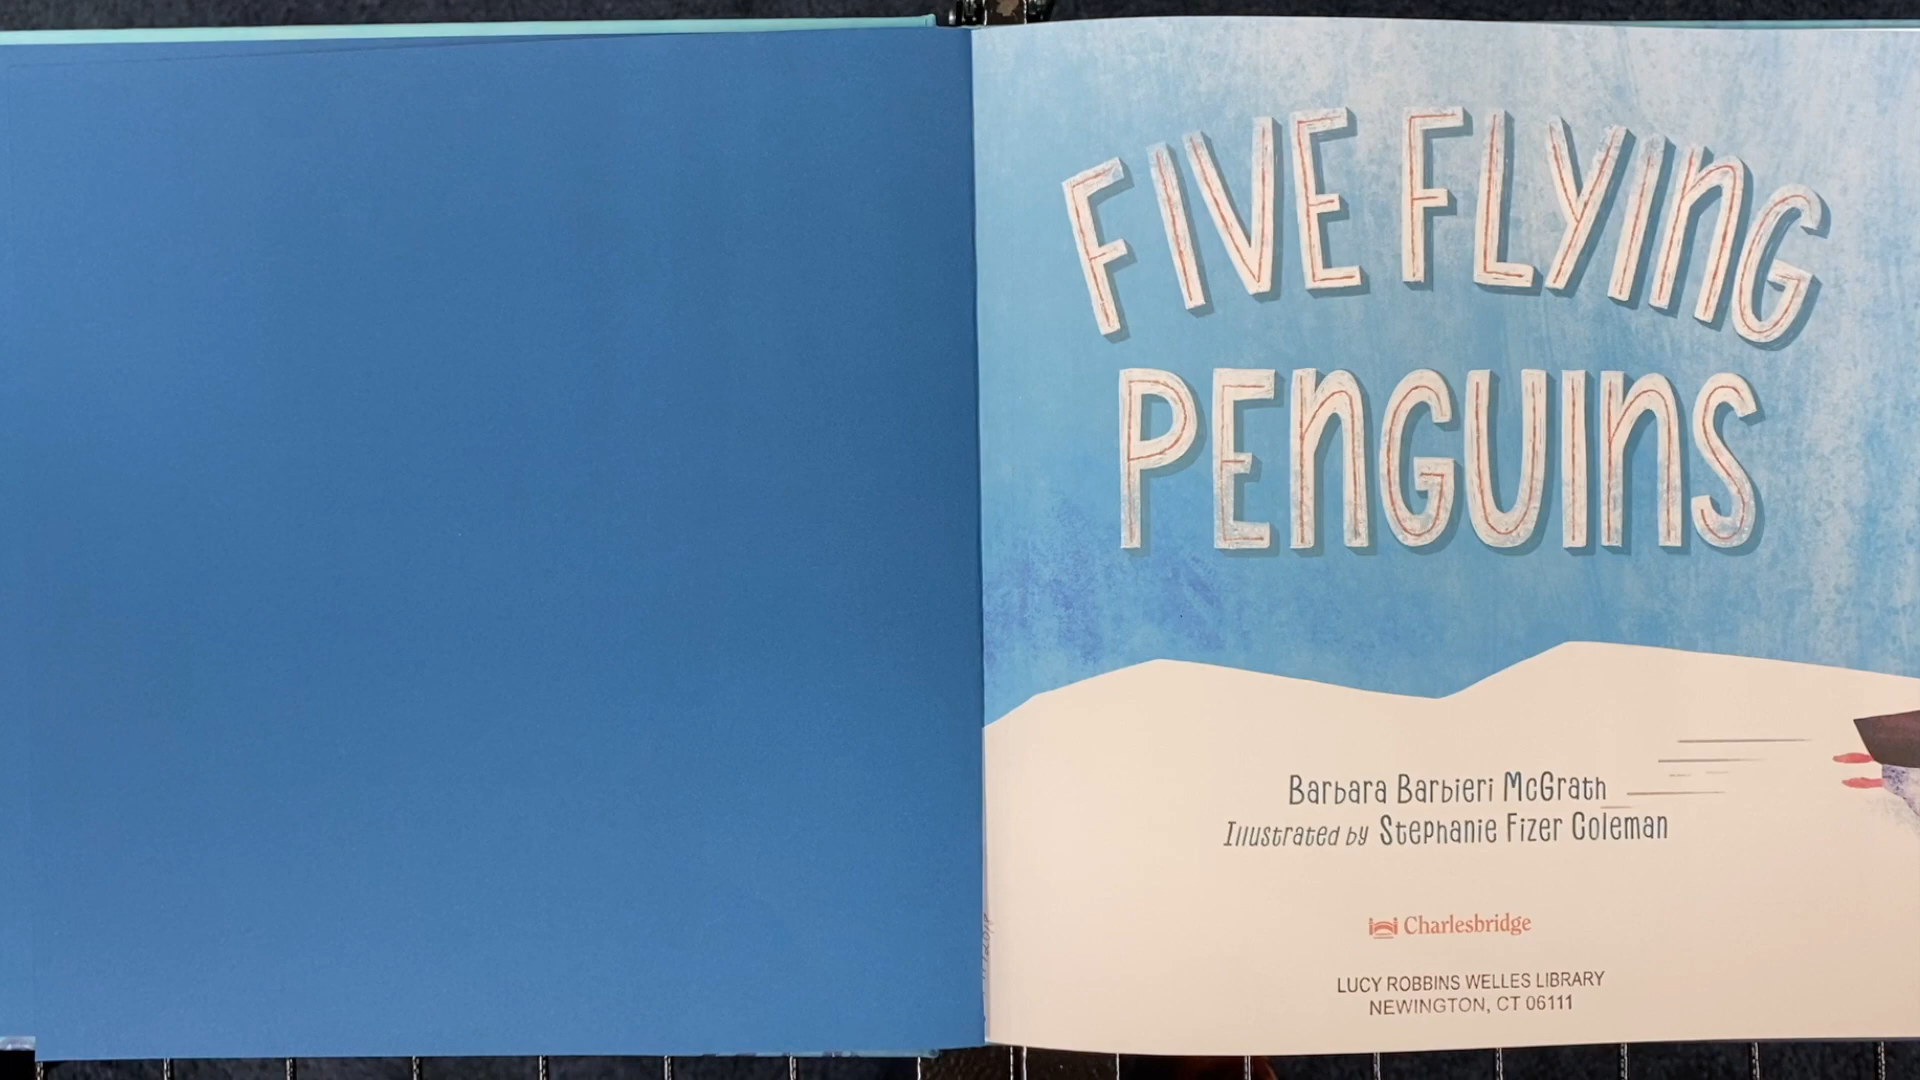 FIVE FLYING
PENGUINS
Barbara Barbieri McGrath
Illustrated by Stephanie Fizer Coleman
Charlesbridge
LUCY ROBBINS WELLES LIBRARY
NEWINGTON, CT 06111